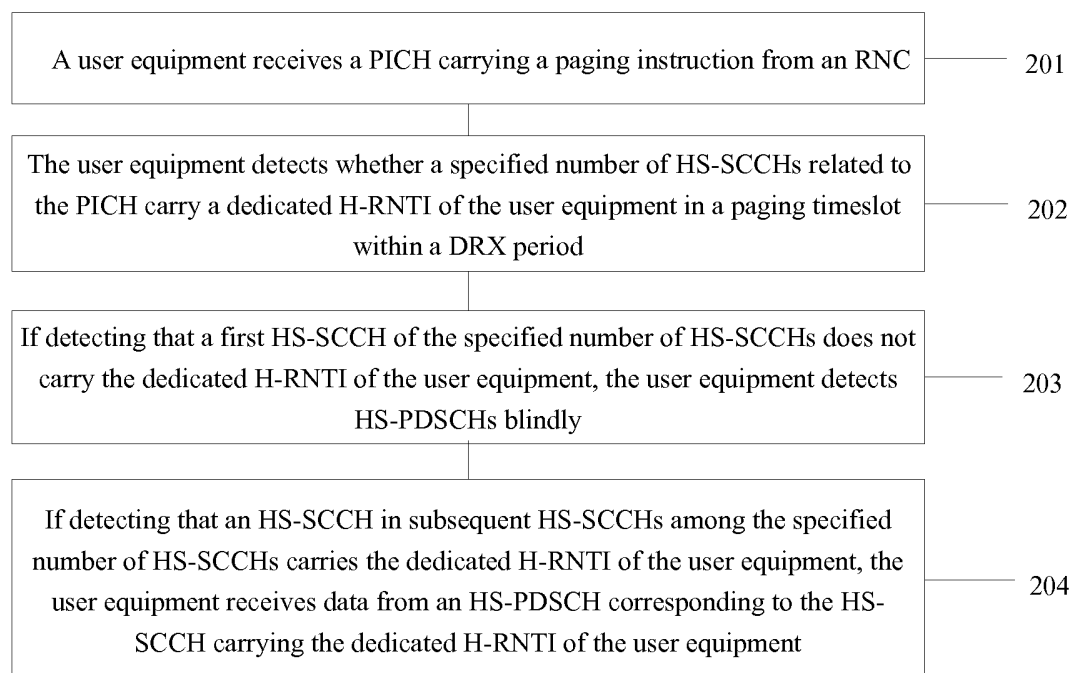 A user equipment receives a PICH carrying a paging instruction from an RNC
201
The user equipment detects whether a specified number of HS-SCCHs related to
the PICH carry a dedicated H-RNTI of the user equipment in a paging timeslot
within a DRX period
202
If detecting that a first HS-SCCH of the specified number of HS-SCCHs does not
carry the dedicated H-RNTI of the user equipment, the user equipment detects
HS-PDSCHs blindly
203
If detecting that an HS-SCCH in subsequent HS-SCCHs among the specified
number of HS-SCCHs carries the dedicated H-RNTI of the user equipment, the
user equipment receives data from an HS-PDSCH corresponding to the HS-
SCCH carrying the dedicated H-RNTI of the user equipment
204